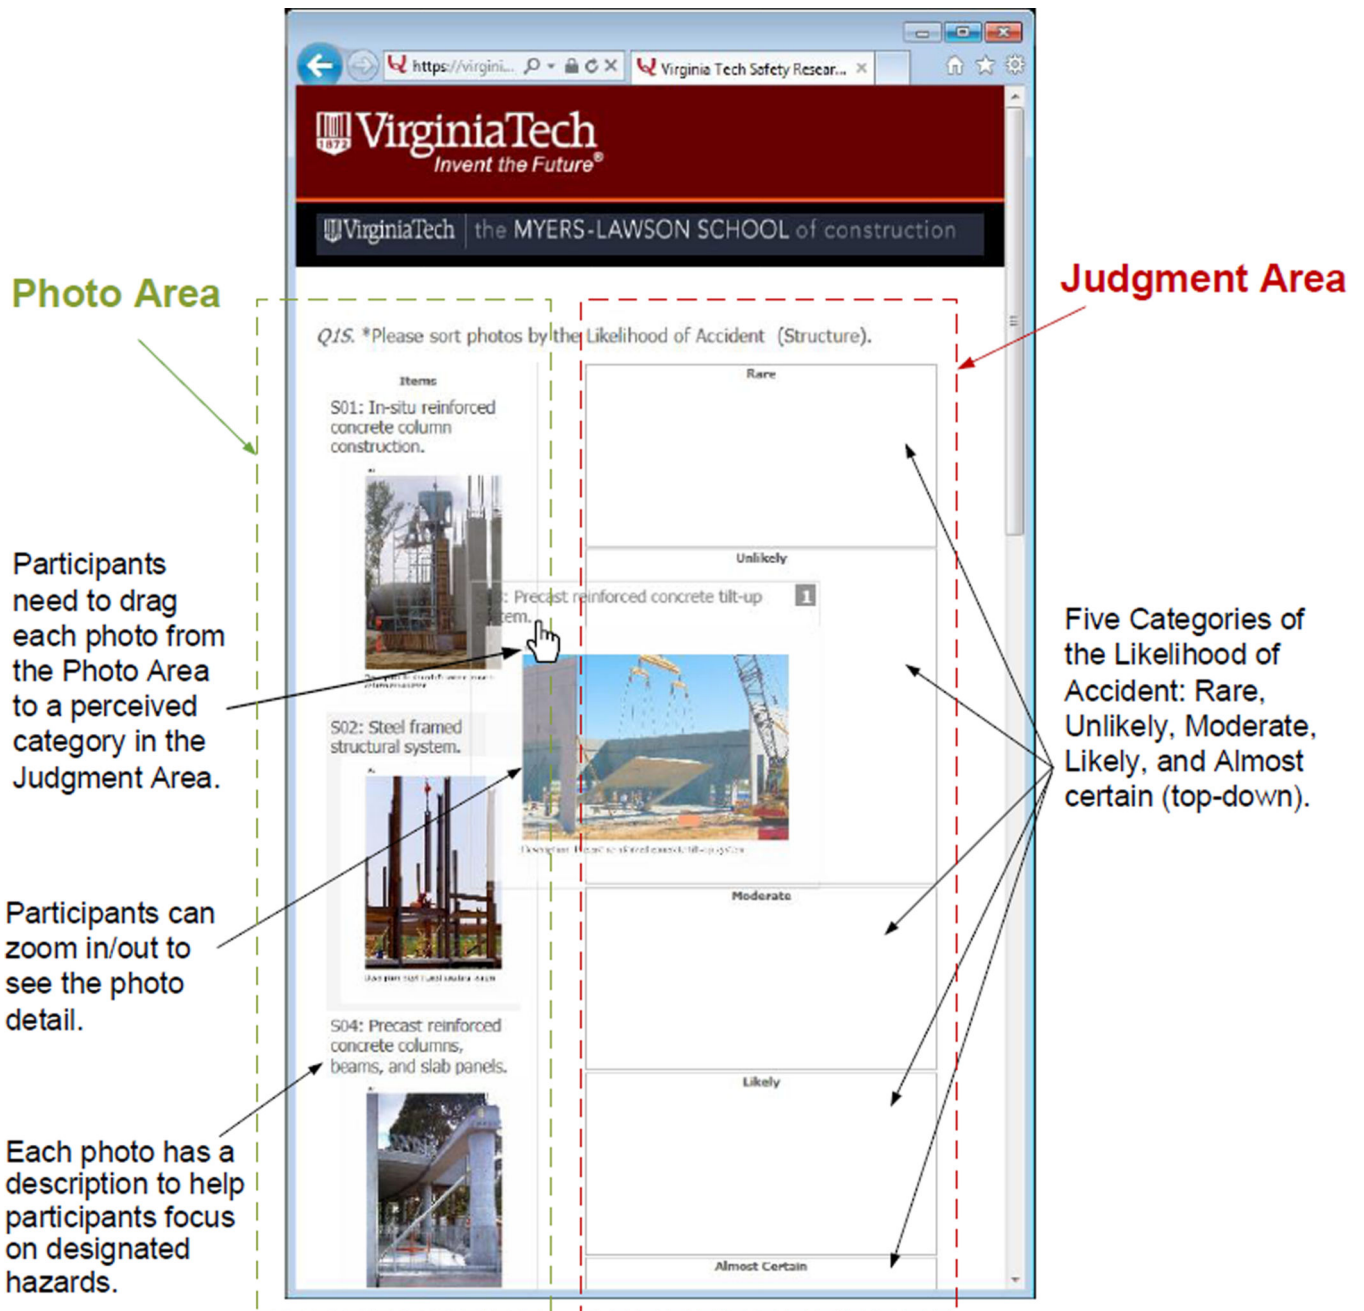 https://virgini...
Virginia Tech Safety Resear...
VirginiaTech
1872
Invent the Future®
VirginiaTech | the MYERS-LAWSON SCHOOL of construction
Photo Area
Judgment Area
Q1S. *Please sort photos by the Likelihood of Accident (Structure).
Items
S01: In-situ reinforced
concrete column
construction.
Rare
Unlikely
Precast reinforced concrete tilt-up
1
Participants
need to drag
each photo from
the Photo Area
to a perceived
category in the
Judgment Area.
S02: Steel framed
structural system.
Five Categories of
the Likelihood of
Accident: Rare,
Unlikely, Moderate,
Likely, and Almost
certain (top-down).
Moderate
Participants can
zoom in/out to
see the photo
detail.
S04: Precast reinforced
concrete columns,
beams, and slab panels.
Likely
Each photo has a
description to help
participants focus
on designated
hazards.
Almost Certain